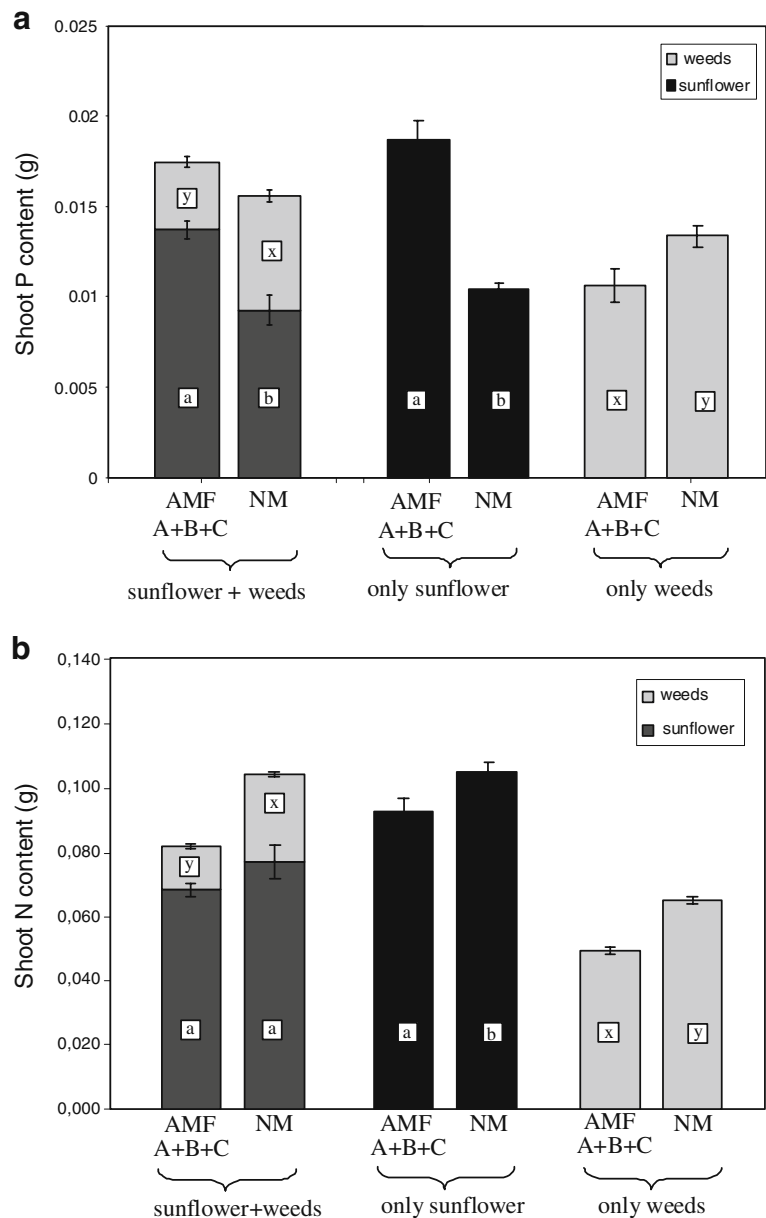 a
Shoot P content (g)
0.025
0.02
0.015
0.01
0.005
0
weeds
sunflower
y
x
a
b
a
b
x
y
AMF NM AMF NM AMF NM
A+B+C A+B+C A+B+C
sunflower + weeds only sunflower only weeds
b
Shoot N content (g)
0,140
0,120
0,100
0,080
0,060
0,040
0,020
0,000
weeds
sunflower
y
x
a
a
a
b
x
y
AMF NM AMF NM AMF NM
A+B+C A+B+C A+B+C
sunflower+weeds only sunflower only weeds